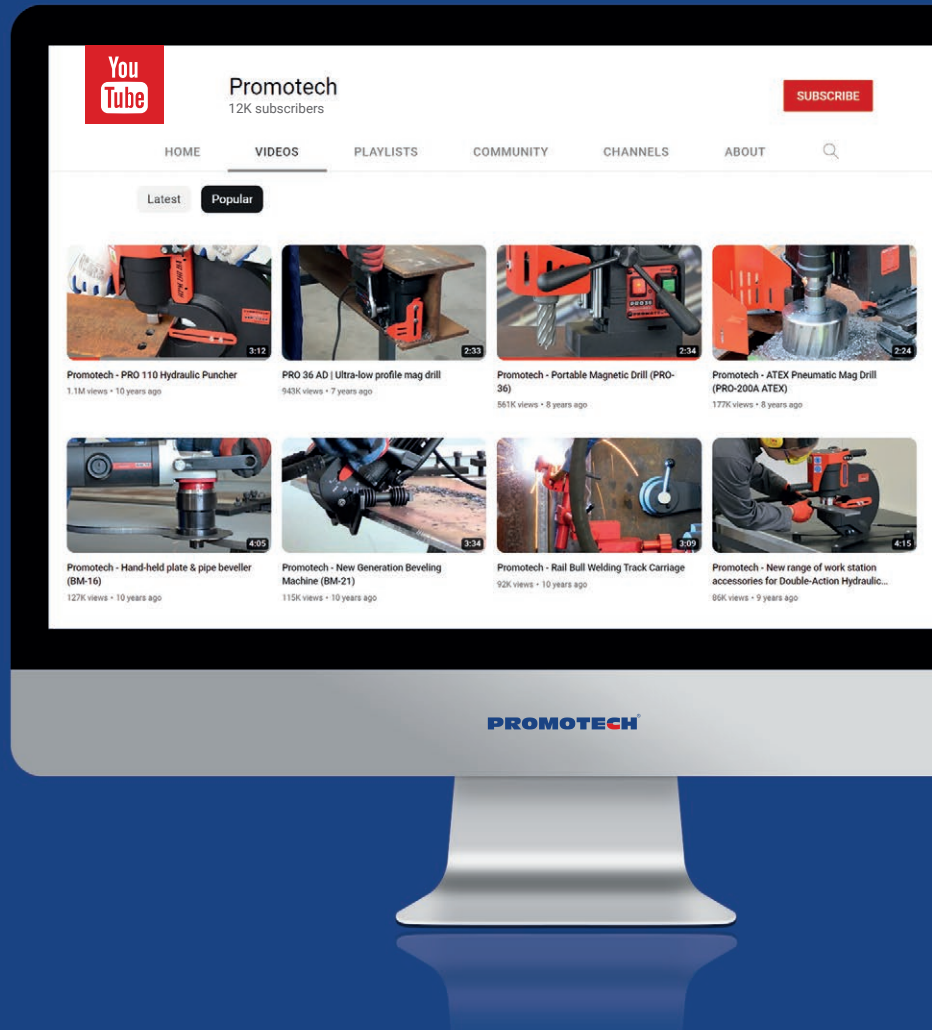 You
Tube
Promotech
12K subscribers
SUBSCRIBE
HOME VIDEOS PLAYLISTS COMMUNITY CHANNELS ABOUT
Latest Popular
3:12
2:33
PRO36
2:34
2:24
Promotech - PRO 110 Hydraulic Puncher
1.1M views • 10 years ago
PRO 36 AD | Ultra-low profile mag drill
943K views • 7 years ago
Promotech - Portable Magnetic Drill (PRO-
36)
561K views • 8 years ago
Promotech - ATEX Pneumatic Mag Drill
(PRO-200A ATEX)
177K views • 8 years ago
4:05
3:34
3:09
4:15
Promotech - Hand-held plate & pipe beveller
(BM-16)
127K views • 10 years ago
Promotech - New Generation Beveling
Machine (BM-21)
115K views • 10 years ago
Promotech - Rail Bull Welding Track Carriage
92K views • 10 years ago
Promotech - New range of work station
accessories for Double-Action Hydraulic...
86K views • 9 years ago
PROMOTECH®